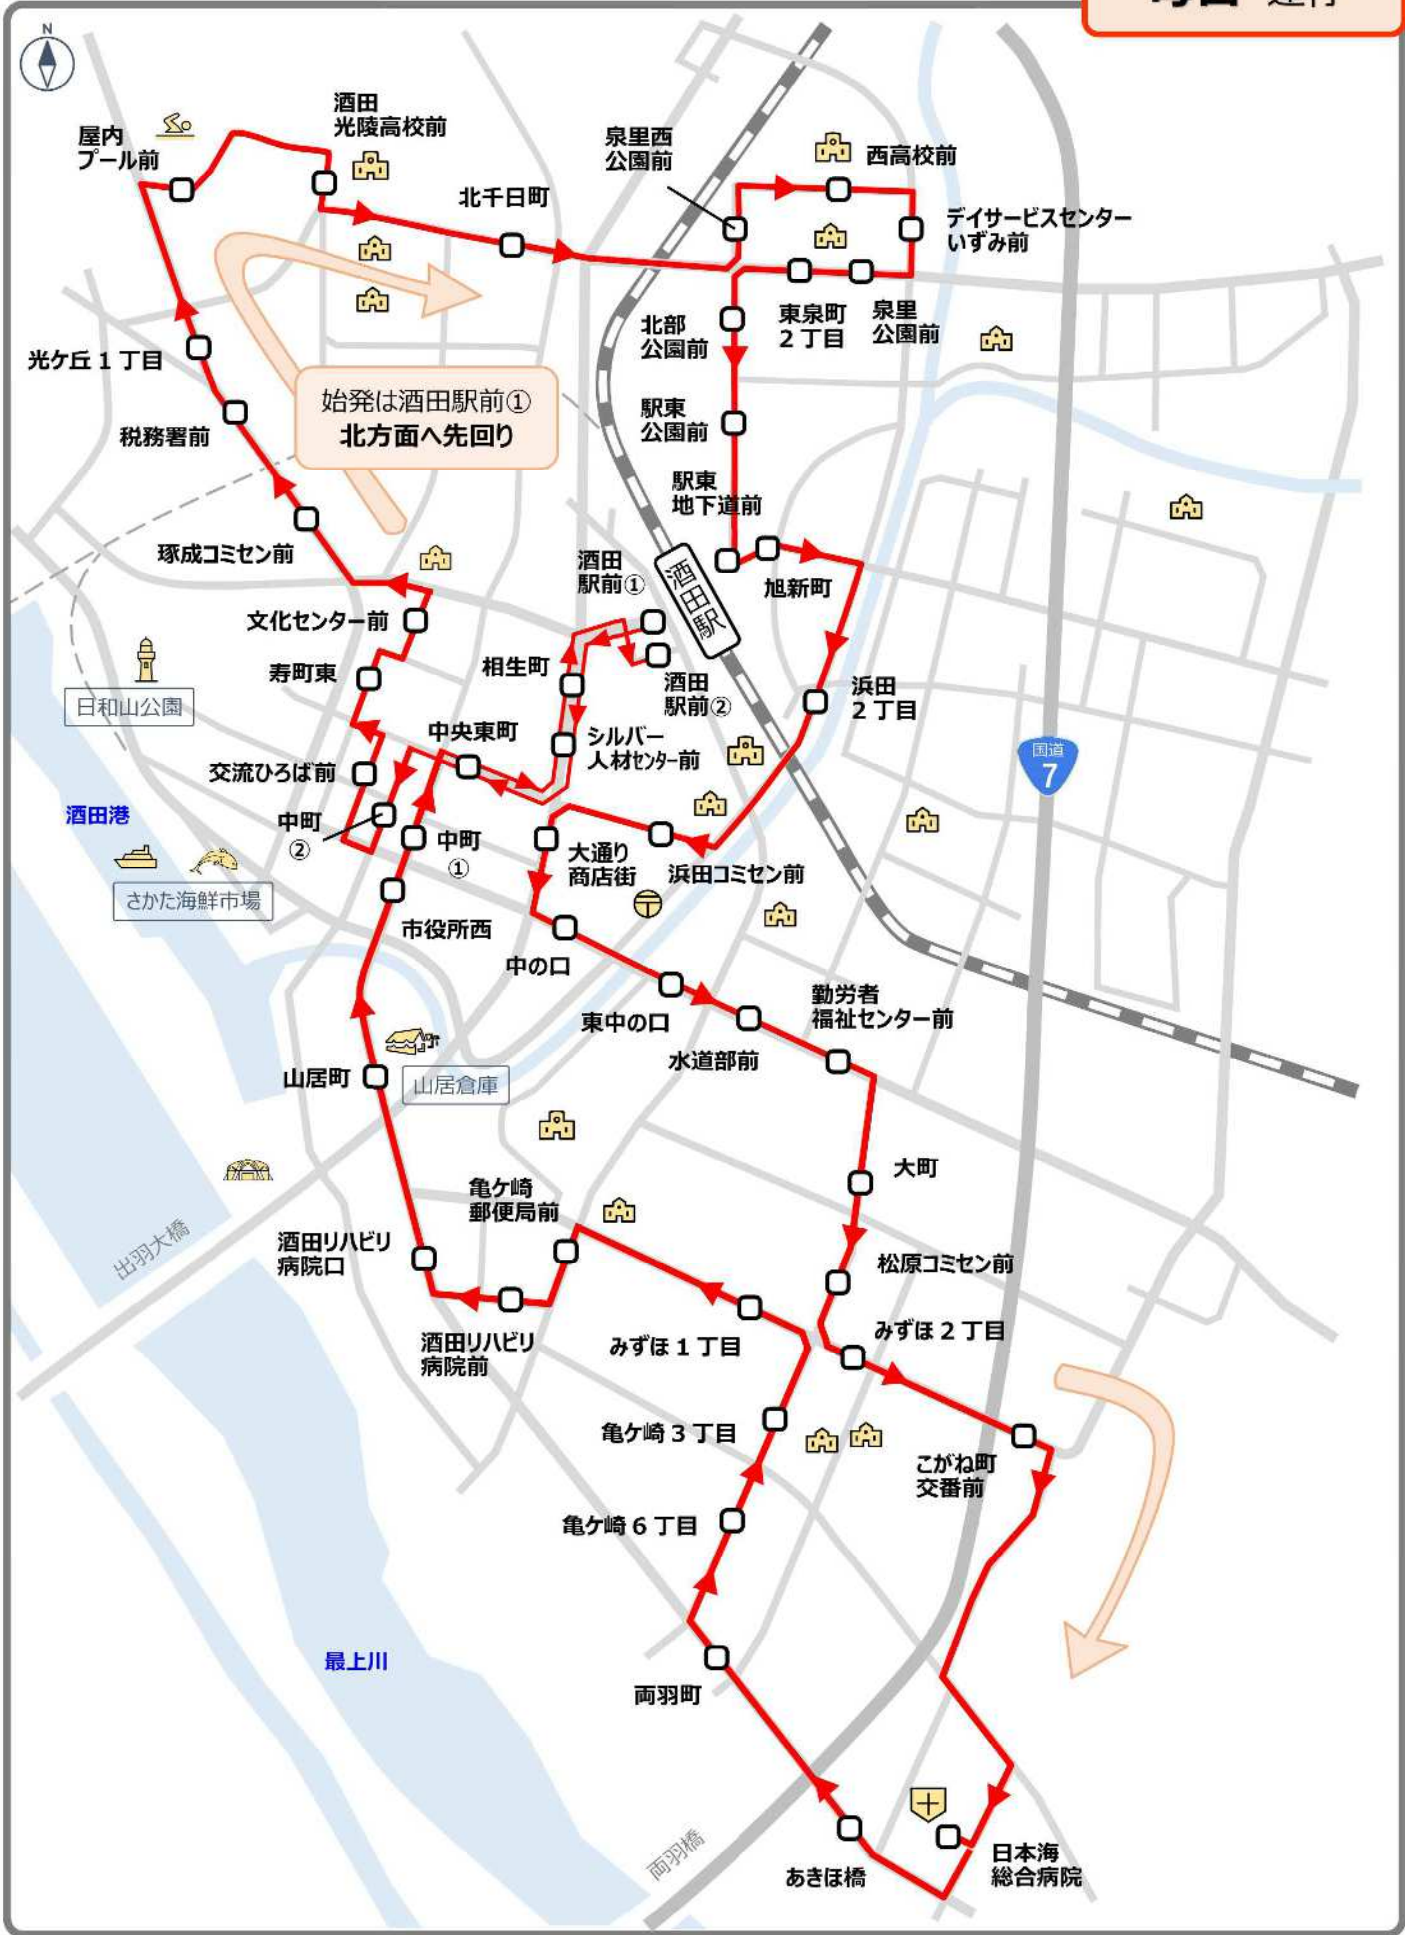 毎日 運行
N
酒田
光陵高校前
屋内
プール前
泉里西
公園前
西高校前
北千日町
デイサービスセンター
いずみ前
北部
公園前
東泉町
2丁目
泉里
公園前
光ケ丘1丁目
始発は酒田駅前①
北方面へ先回り
税務署前
駅東
公園前
駅東
地下道前
琢成コミセン前
酒田
駅前①
酒田駅
旭新町
文化センター前
相生町
寿町東
酒田
駅前②
浜田
2丁目
日和山公園
中央東町
シルバー
人材センター前
国道
7
交流ひろば前
酒田港
中町
②
中町
①
大通り
商店街
浜田コミセン前
さかた海鮮市場
市役所西
中の口
勤労者
福祉センター前
東中の口
水道部前
山居町
山居倉庫
大町
亀ケ崎
郵便局前
出羽大橋
酒田リハビリ
病院口
松原コミセン前
酒田リハビリ
病院前
みずほ1丁目
みずほ2丁目
亀ケ崎3丁目
こがね町
交番前
亀ケ崎6丁目
最上川
両羽町
両羽橋
あきほ橋
日本海
総合病院